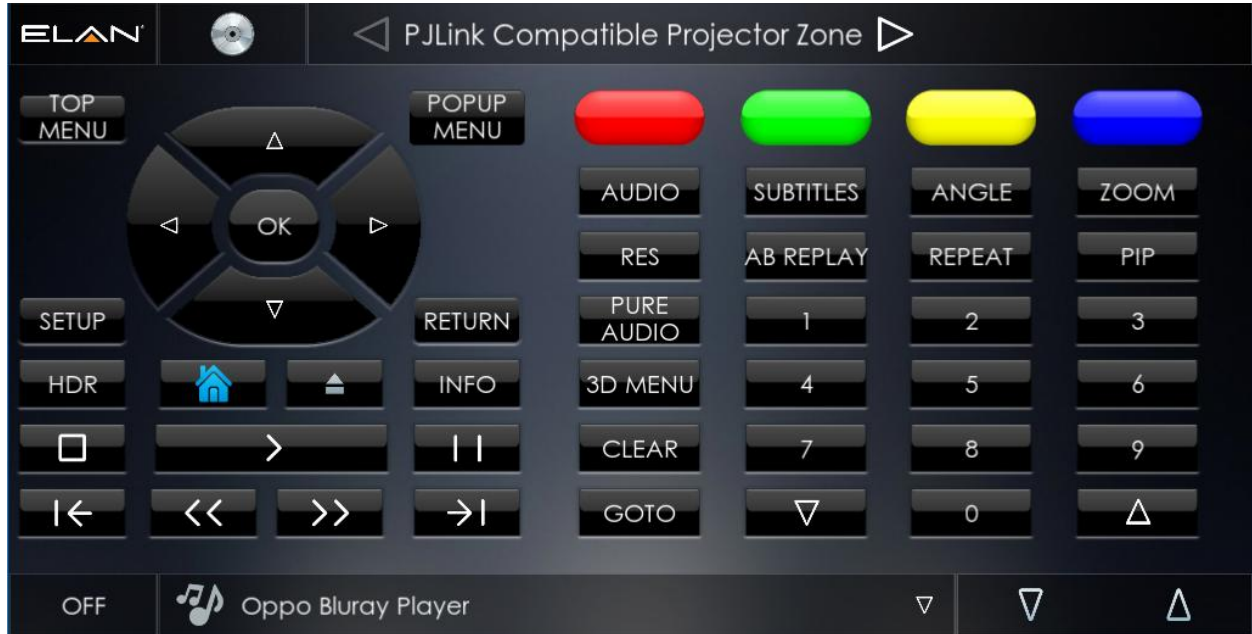 ELAN
PJLink Compatible Projector Zone
TOP
MENU
POPUP
MENU
OK
SETUP
RETURN
HDR
INFO
AUDIO
SUBTITLES
ANGLE
ZOOM
RES
AB REPLAY
REPEAT
PIP
PURE
AUDIO
1
2
3
3D MENU
4
5
6
CLEAR
7
8
9
GOTO
0
OFF
Oppo Bluray Player